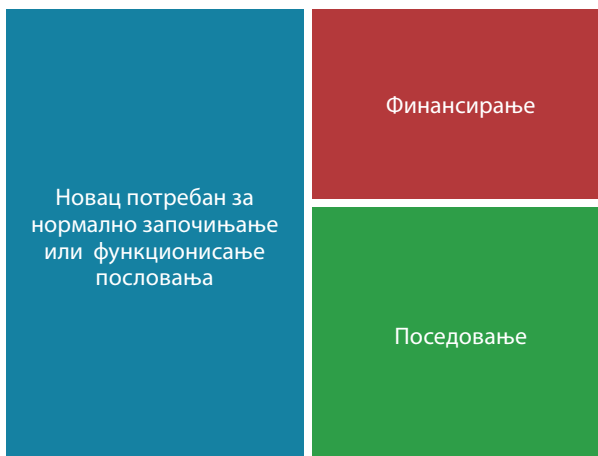 Новац потребан за
нормално започињање
или функционисање
пословања
Финансирање
Поседовање